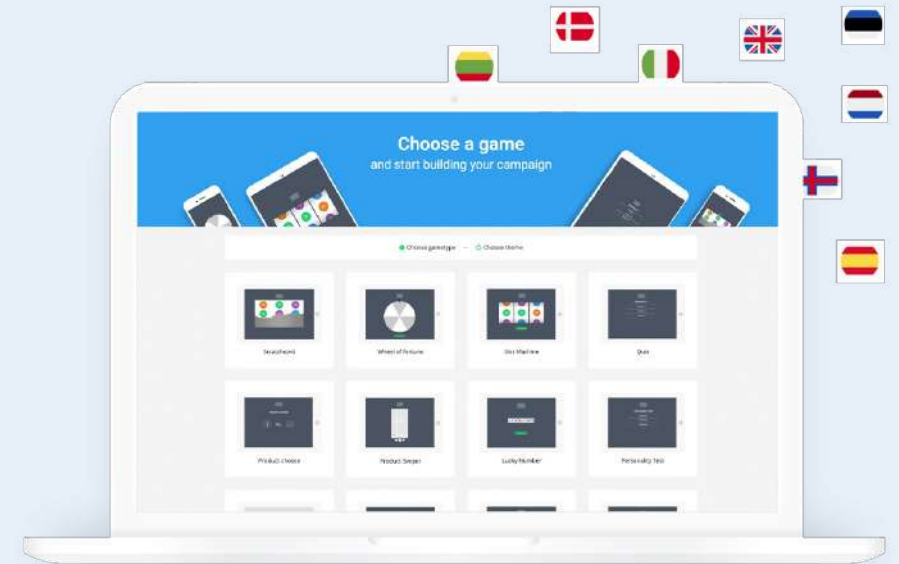 Choose a game
and start building your campaign
Choose gametype – Choose theme
Scratchcard
Wheel of Fortune
Slot Machine
Quiz
Product choose
Product Swiper
Lucky Number
Personality Test